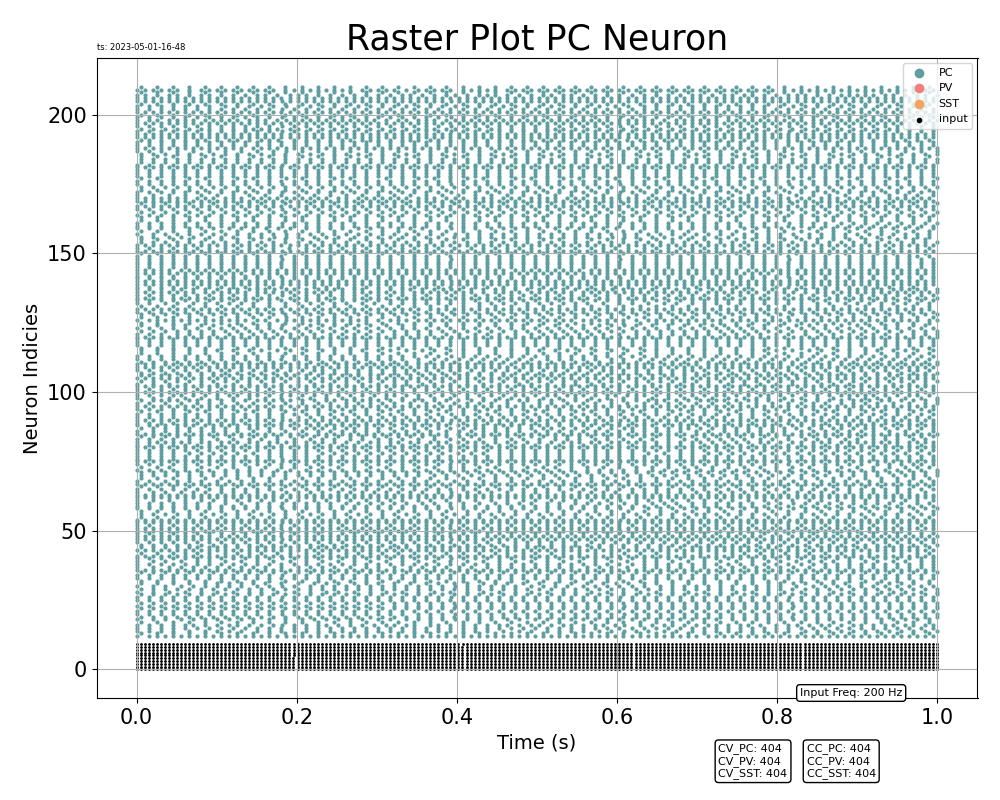 Raster Plot PC Neuron
ts: 2023-05-01-16-48
PC
PV
SST
input
200
150
100
50
0
Neuron Indicies
0.0 0.2 0.4 0.6 0.8 1.0
Time (s)
Input Freq: 200 Hz
CV_PC: 404
CV_PV: 404
CV_SST: 404
CC_PC: 404
CC_PV: 404
CC_SST: 404